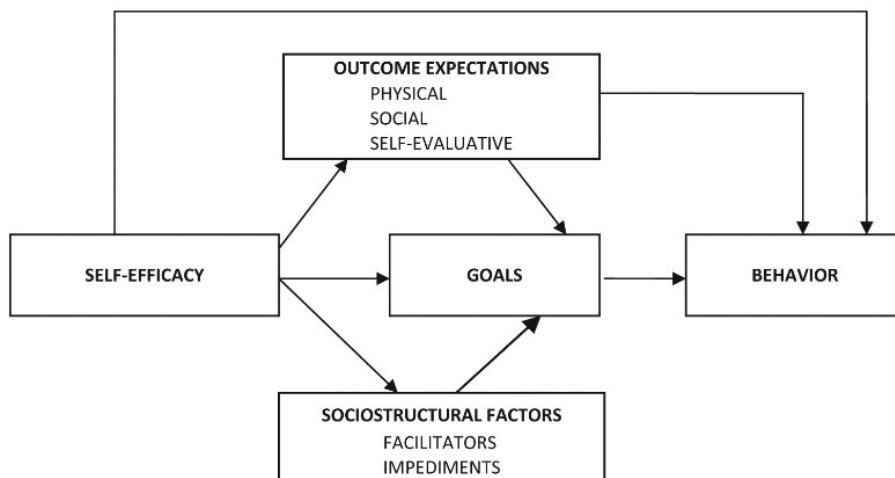 OUTCOME EXPECTATIONS
PHYSICAL
SOCIAL
SELF-EVALUATIVE
SELF-EFFICACY
GOALS
BEHAVIOR
SOCIOSTRUCTURAL FACTORS
FACILITATORS
IMPEDIMENTS